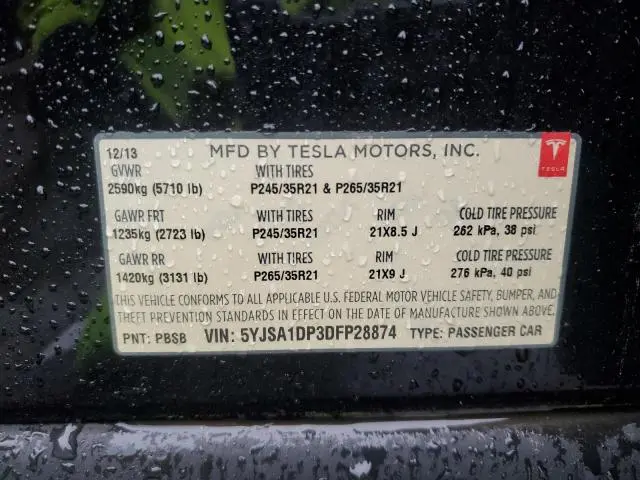 12/13 MFD BY TESLA MOTORS, INC.
TESLA
GVWR WITH TIRES
2590kg (5710 lb) P245/35R21 & P265/35R21
GAWR FRT WITH TIRES RIM COLD TIRE PRESSURE
1235kg (2723 lb) P245/35R21 21X8.5 J 262 kPa, 38 psi
GAWR RR WITH TIRES RIM COLD TIRE PRESSURE
1420kg (3131 lb) P265/35R21 21X9 J 276 kPa, 40 psi
THIS VEHICLE CONFORMS TO ALL APPLICABLE U.S. FEDERAL MOTOR VEHICLE SAFETY, BUMPER, AND
THEFT PREVENTION STANDARDS IN EFFECT ON THE DATE OF MANUFACTURE SHOWN ABOVE.
PNT: PBSB VIN: 5YJSA1DP3DFP28874 TYPE: PASSENGER CAR